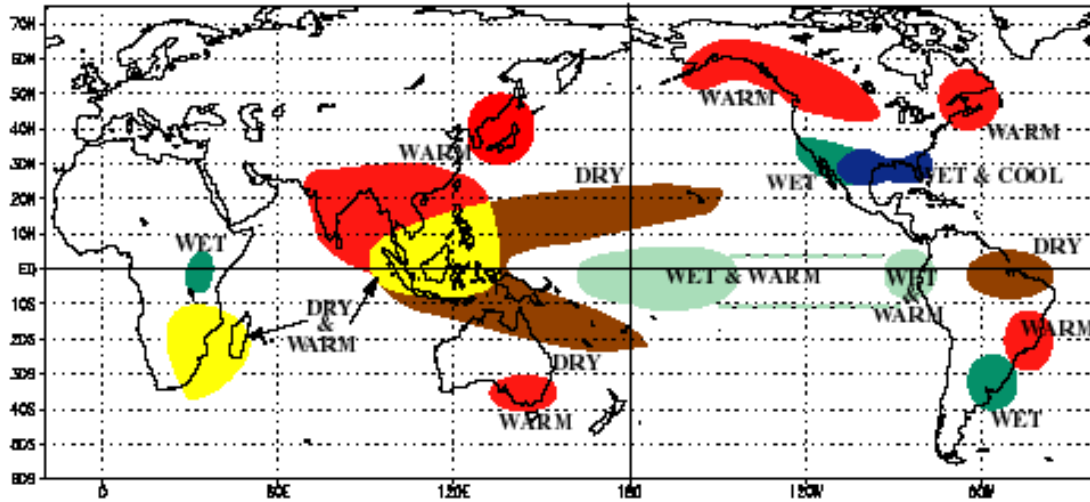 70N
60N
50N
40N
30N
20N
10N
EQ
10S
20S
30S
40S
50S
60S
WARM
WARM
WARM
DRY
WET
WET & COOL
WET
DRY
WET & WARM
WET
&
WARM
DRY
&
WARM
WARM
DRY
WARM
WET
0
60E
120E
180
120W
60W